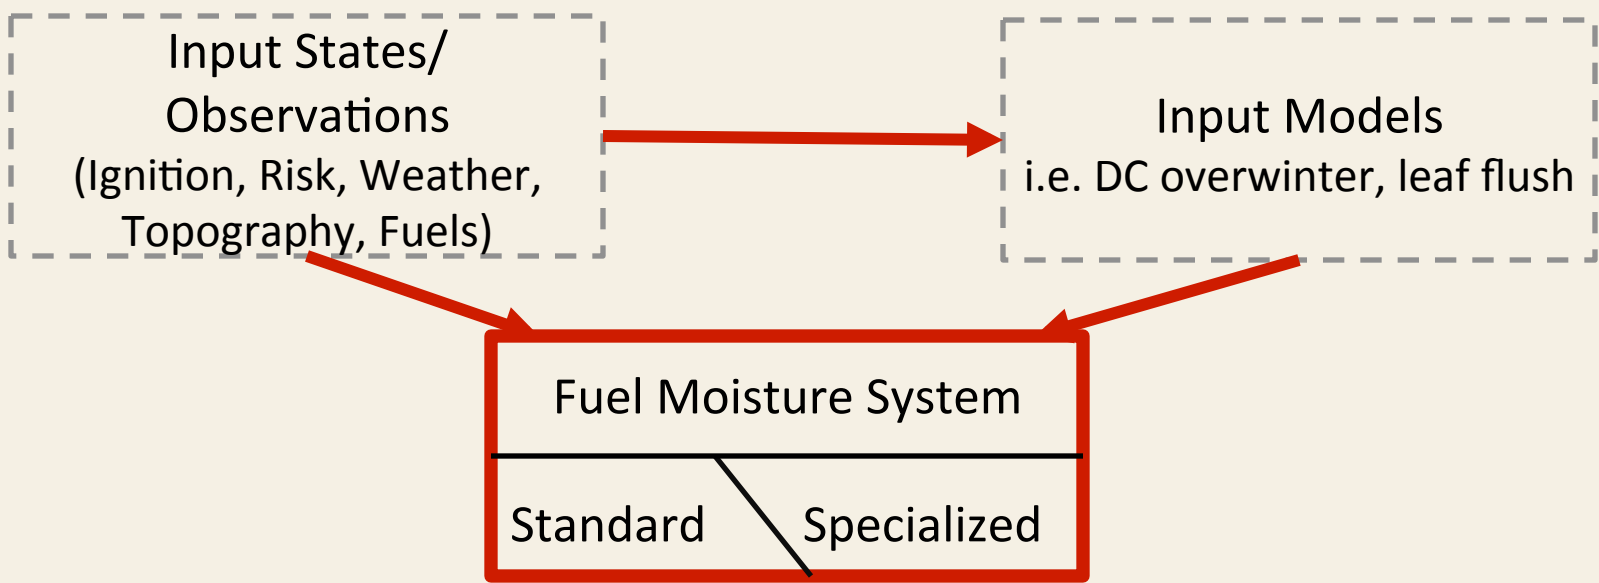 Input States/
Observations
(Ignition, Risk, Weather,
Topography, Fuels)
Input Models
i.e. DC overwinter, leaf flush
Fuel Moisture System
Standard
Specialized